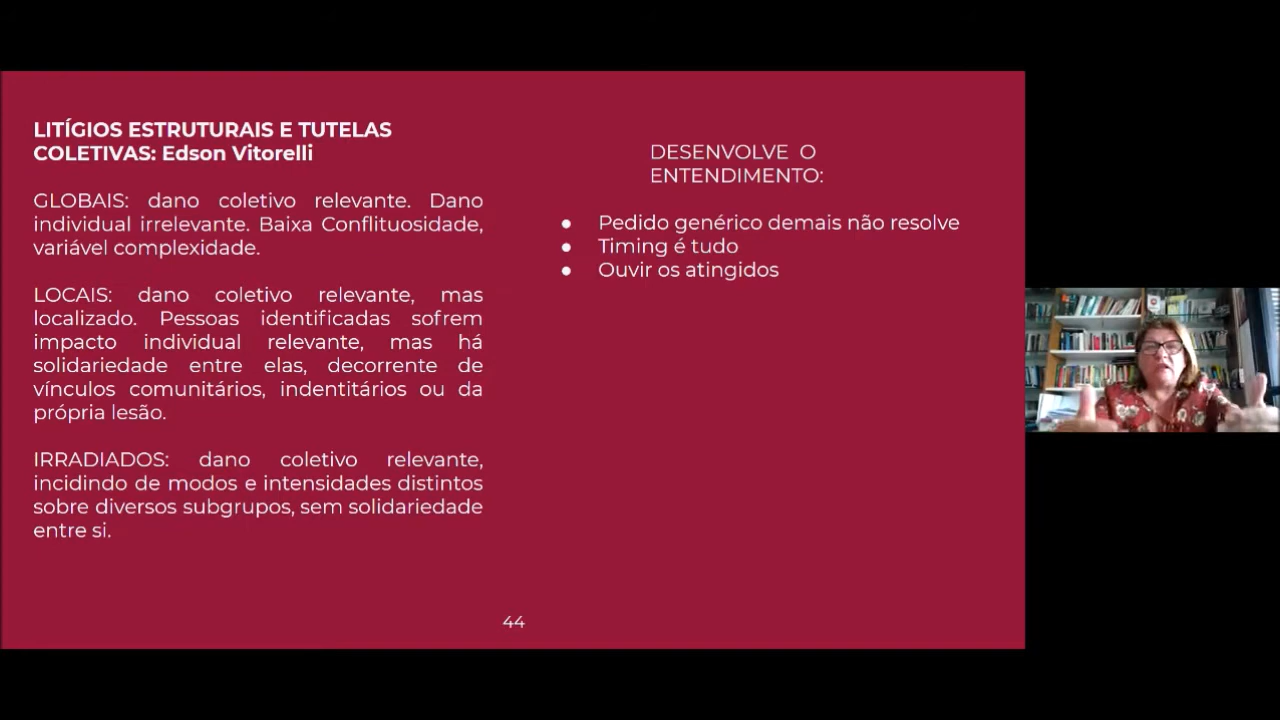 LITÍGIOS ESTRUTURAIS E TUTELAS
COLETIVAS: Edson Vitorelli
GLOBAIS: dano coletivo relevante. Dano
individual irrelevante. Baixa Conflituosidade,
variável complexidade.
LOCAIS: dano coletivo relevante, mas
localizado. Pessoas identificadas sofrem
impacto individual relevante, mas há
solidariedade entre elas, decorrente de
vínculos comunitários, indentitários ou da
própria lesão.
IRRADIADOS: dano coletivo relevante,
incidindo de modos e intensidades distintos
sobre diversos subgrupos, sem solidariedade
entre si.
DESENVOLVE O
ENTENDIMENTO:
● Pedido genérico demais não resolve
● Timing é tudo
● Ouvir os atingidos
44